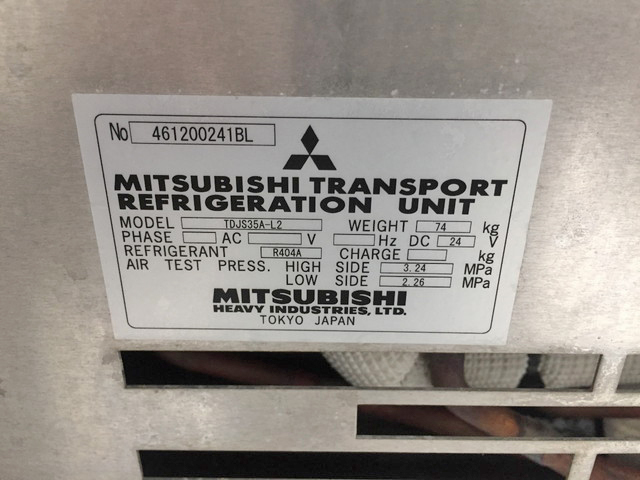 No 461200241BL
MITSUBISHI TRANSPORT
REFRIGERATION UNIT
MODEL TDJS35A-L2 WEIGHT 74 kg
PHASE AC V Hz DC 24 V
REFRIGERANT R404A CHARGE kg
AIR TEST PRESS. HIGH SIDE 3.24 MPa
LOW SIDE 2.26 MPa
MITSUBISHI
HEAVY INDUSTRIES, LTD.
TOKYO JAPAN